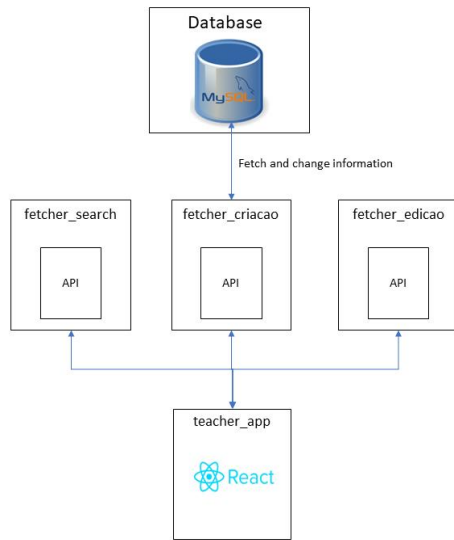 Database
MySQL
Fetch and change information
fetcher_search
fetcher_criacao
fetcher_edicao
API
API
API
teacher_app
React